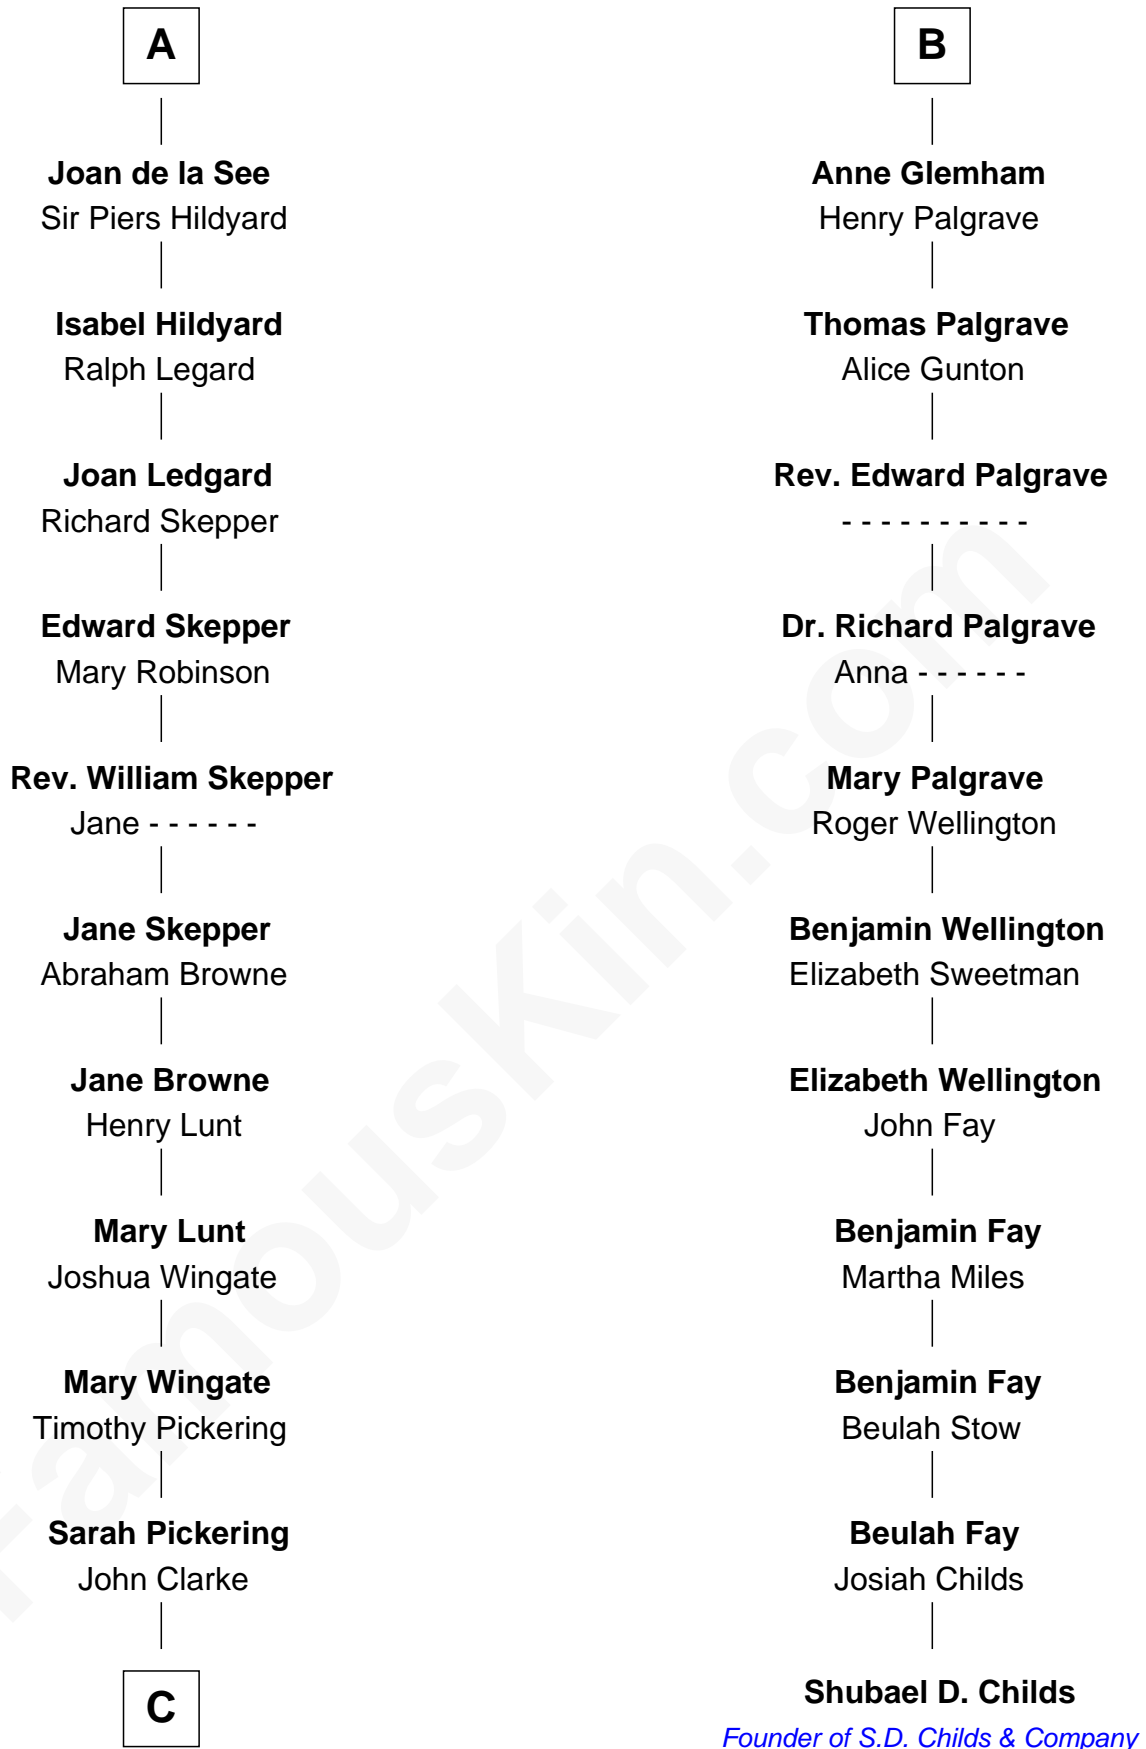 A
Joan de la See
Sir Piers Hildyard
Isabel Hildyard
Ralph Legard
Joan Ledgard
Richard Skepper
Edward Skepper
Mary Robinson
Rev. William Skepper
Jane - - - - - -
Jane Skepper
Abraham Browne
Jane Browne
Henry Lunt
Mary Lunt
Joshua Wingate
Mary Wingate
Timothy Pickering
Sarah Pickering
John Clarke
C
B
Anne Glemham
Henry Palgrave
Thomas Palgrave
Alice Gunton
Rev. Edward Palgrave
- - - - - - - - - -
Dr. Richard Palgrave
Anna - - - - - -
Mary Palgrave
Roger Wellington
Benjamin Wellington
Elizabeth Sweetman
Elizabeth Wellington
John Fay
Benjamin Fay
Martha Miles
Benjamin Fay
Beulah Stow
Beulah Fay
Josiah Childs
Shubael D. Childs
Founder of S.D. Childs & Company
FamousKin.com